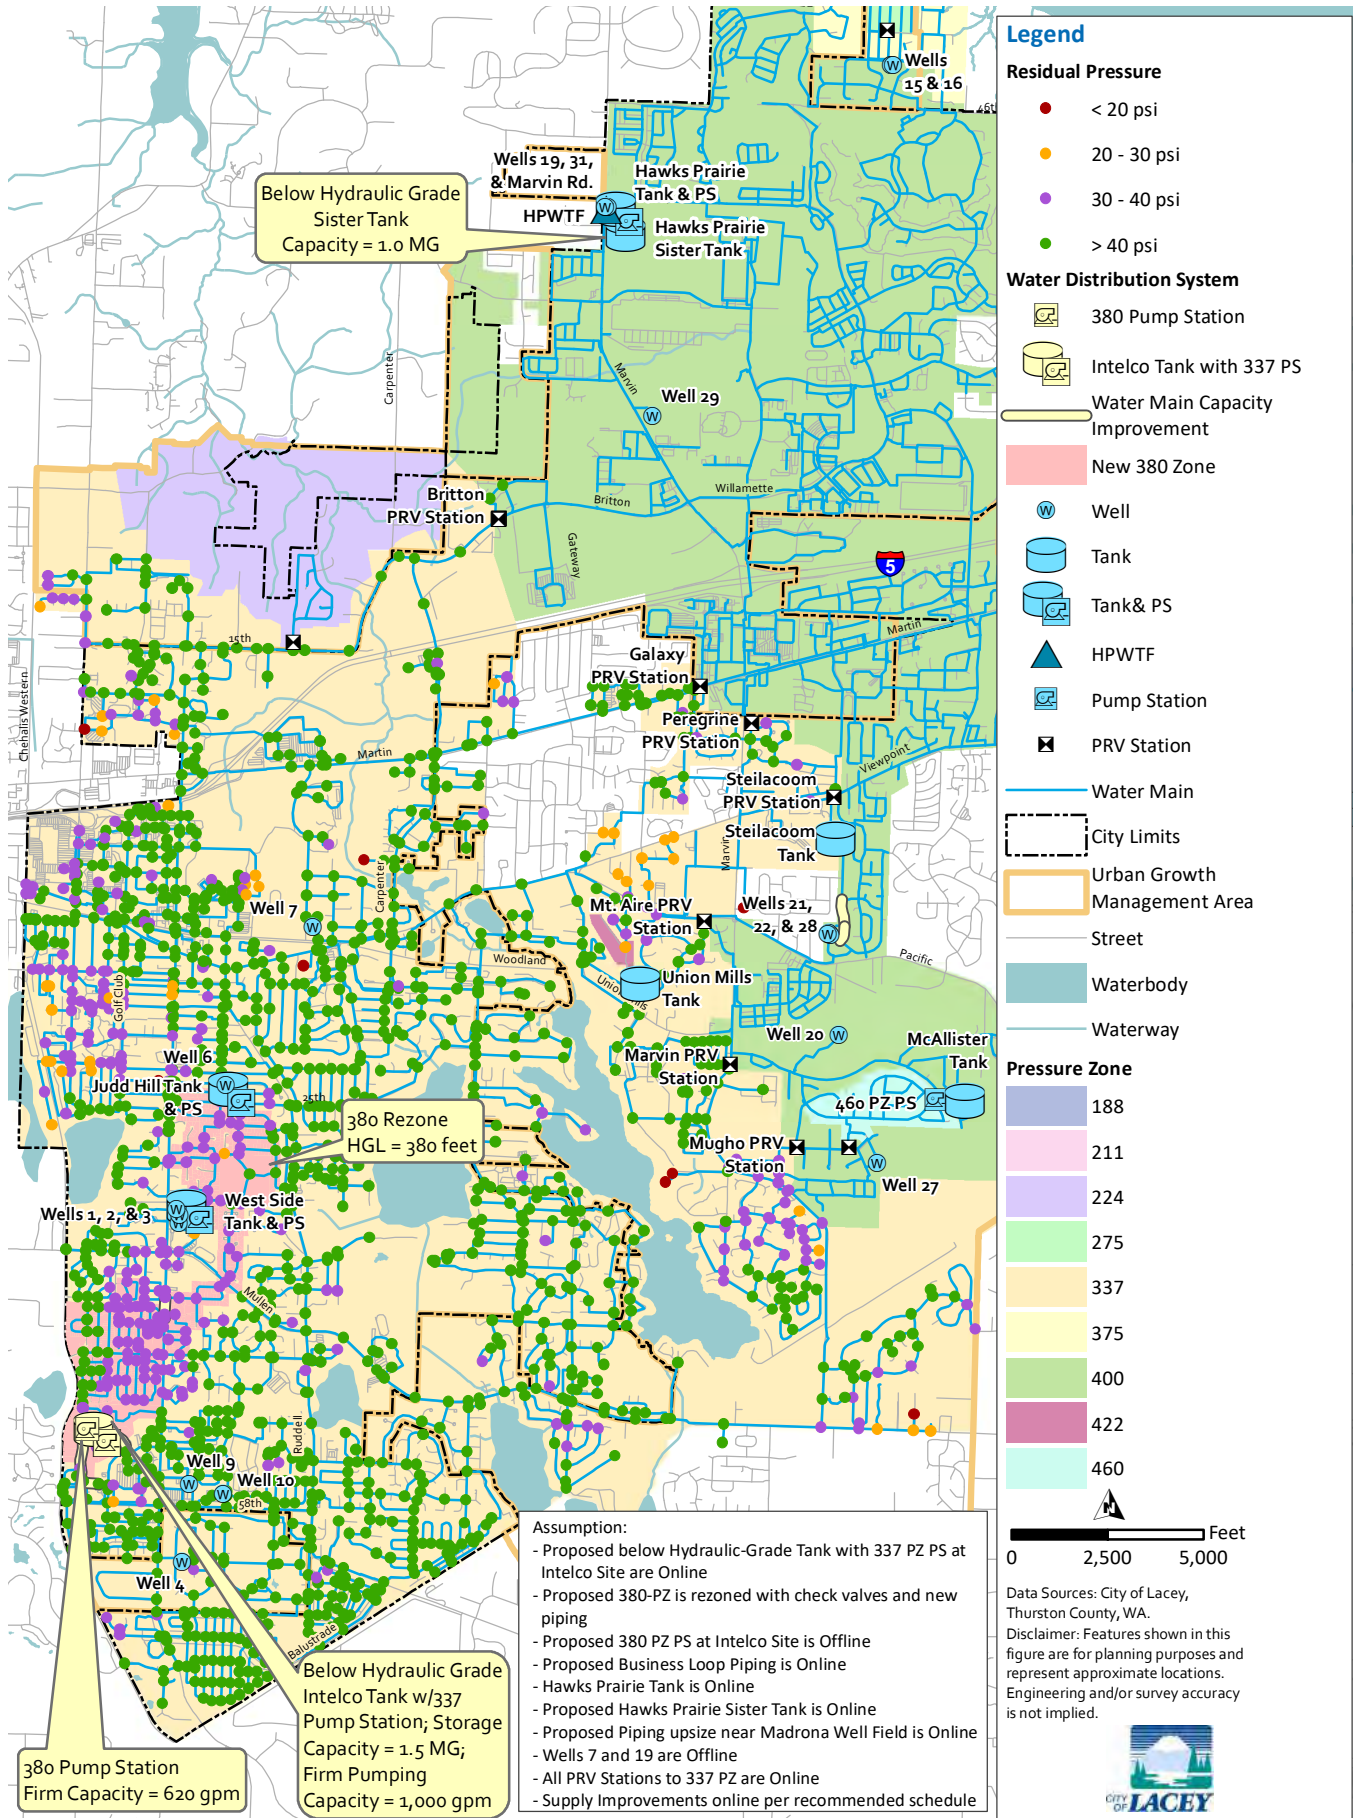 Wells
15 & 16
46th
Wells 19, 31,
& Marvin Rd.
Hawks Prairie
Tank & PS
HPWTF
Hawks Prairie
Sister Tank
Below Hydraulic Grade
Sister Tank
Capacity = 1.0 MG
Carpenter
Marvin
Well 29
Willamette
Britton
Britton
PRV Station
Gateway
5
15th
Martin
Galaxy
PRV Station
Peregrine
PRV Station
Chehalis Western
Martin
Viewpoint
Steilacoom
PRV Station
Steilacoom
Tank
Marvin
Carpenter
Well 7
Mt. Aire PRV
Station
Wells 21,
22, & 28
Woodland
Pacific
Union Mills
Union Mills
Tank
Golf Club
Well 20
McAllister
Tank
Well 6
Marvin PRV
Station
Judd Hill Tank
& PS
25th
460 PZ PS
380 Rezone
HGL = 380 feet
Mugho PRV
Station
Well 27
West Side
Tank & PS
Wells 1, 2, & 3
Mullen
Ruddell
Well 9
Well 10
58th
Well 4
Balustrade
380 Pump Station
Firm Capacity = 620 gpm
Below Hydraulic Grade
Intelco Tank w/337
Pump Station; Storage
Capacity = 1.5 MG;
Firm Pumping
Capacity = 1,000 gpm
Assumption:
- Proposed below Hydraulic-Grade Tank with 337 PZ PS at
Intelco Site are Online
- Proposed 380-PZ is rezoned with check valves and new
piping
- Proposed 380 PZ PS at Intelco Site is Offline
- Proposed Business Loop Piping is Online
- Hawks Prairie Tank is Online
- Proposed Hawks Prairie Sister Tank is Online
- Proposed Piping upsize near Madrona Well Field is Online
- Wells 7 and 19 are Offline
- All PRV Stations to 337 PZ are Online
- Supply Improvements online per recommended schedule
Legend
Residual Pressure
< 20 psi
20 - 30 psi
30 - 40 psi
> 40 psi
Water Distribution System
380 Pump Station
Intelco Tank with 337 PS
Water Main Capacity
Improvement
New 380 Zone
W Well
Tank
Tank& PS
HPWTF
Pump Station
PRV Station
Water Main
City Limits
Urban Growth
Management Area
Street
Waterbody
Waterway
Pressure Zone
188
211
224
275
337
375
400
422
460
N
Feet
0 2,500 5,000
Data Sources: City of Lacey,
Thurston County, WA.
Disclaimer: Features shown in this
figure are for planning purposes and
represent approximate locations.
Engineering and/or survey accuracy
is not implied.
CITY OF LACEY